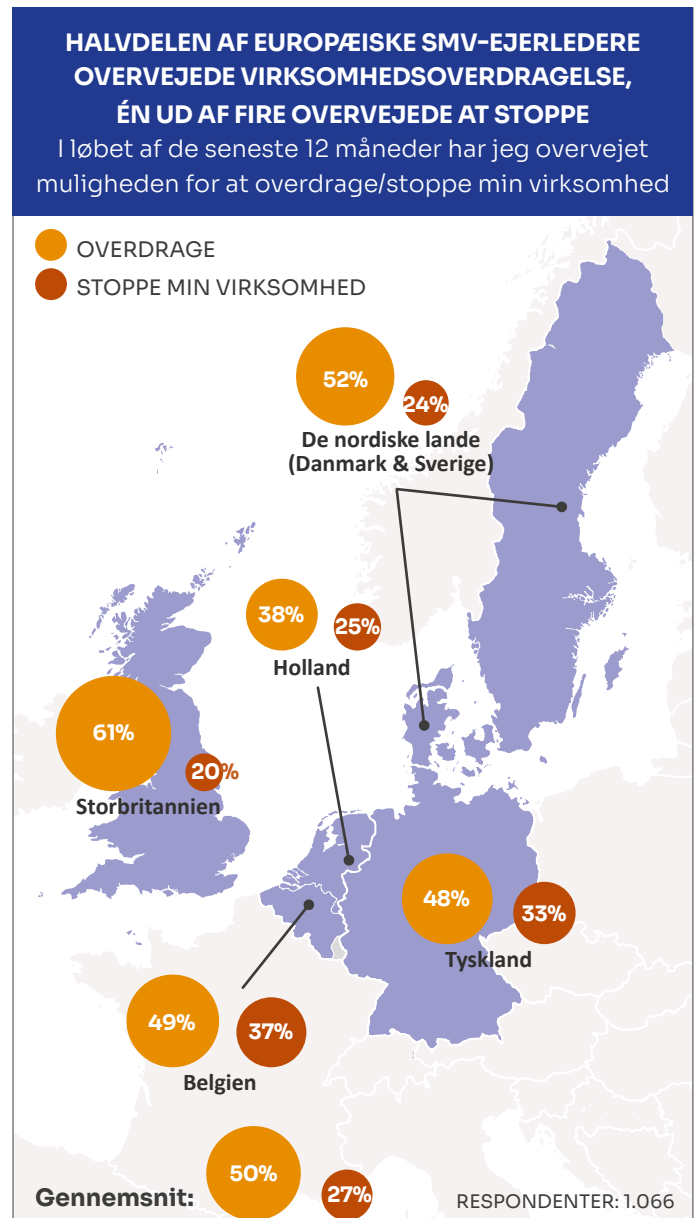 HALVDELEN AF EUROPÆISKE SMV-EJERLEDERE
OVERVEJEDE VIRKSOMHEDSOVERDRAGELSE,
ÉN UD AF FIRE OVERVEJEDE AT STOPPE
I løbet af de seneste 12 måneder har jeg overvejet
muligheden for at overdrage/stoppe min virksomhed
OVERDRAGE
STOPPE MIN VIRKSOMHED
52%
24%
De nordiske lande
(Danmark & Sverige)
38%
25%
Holland
61%
20%
Storbritannien
48%
33%
Tyskland
49%
37%
Belgien
50%
27%
Gennemsnit:
RESPONDENTER: 1.066